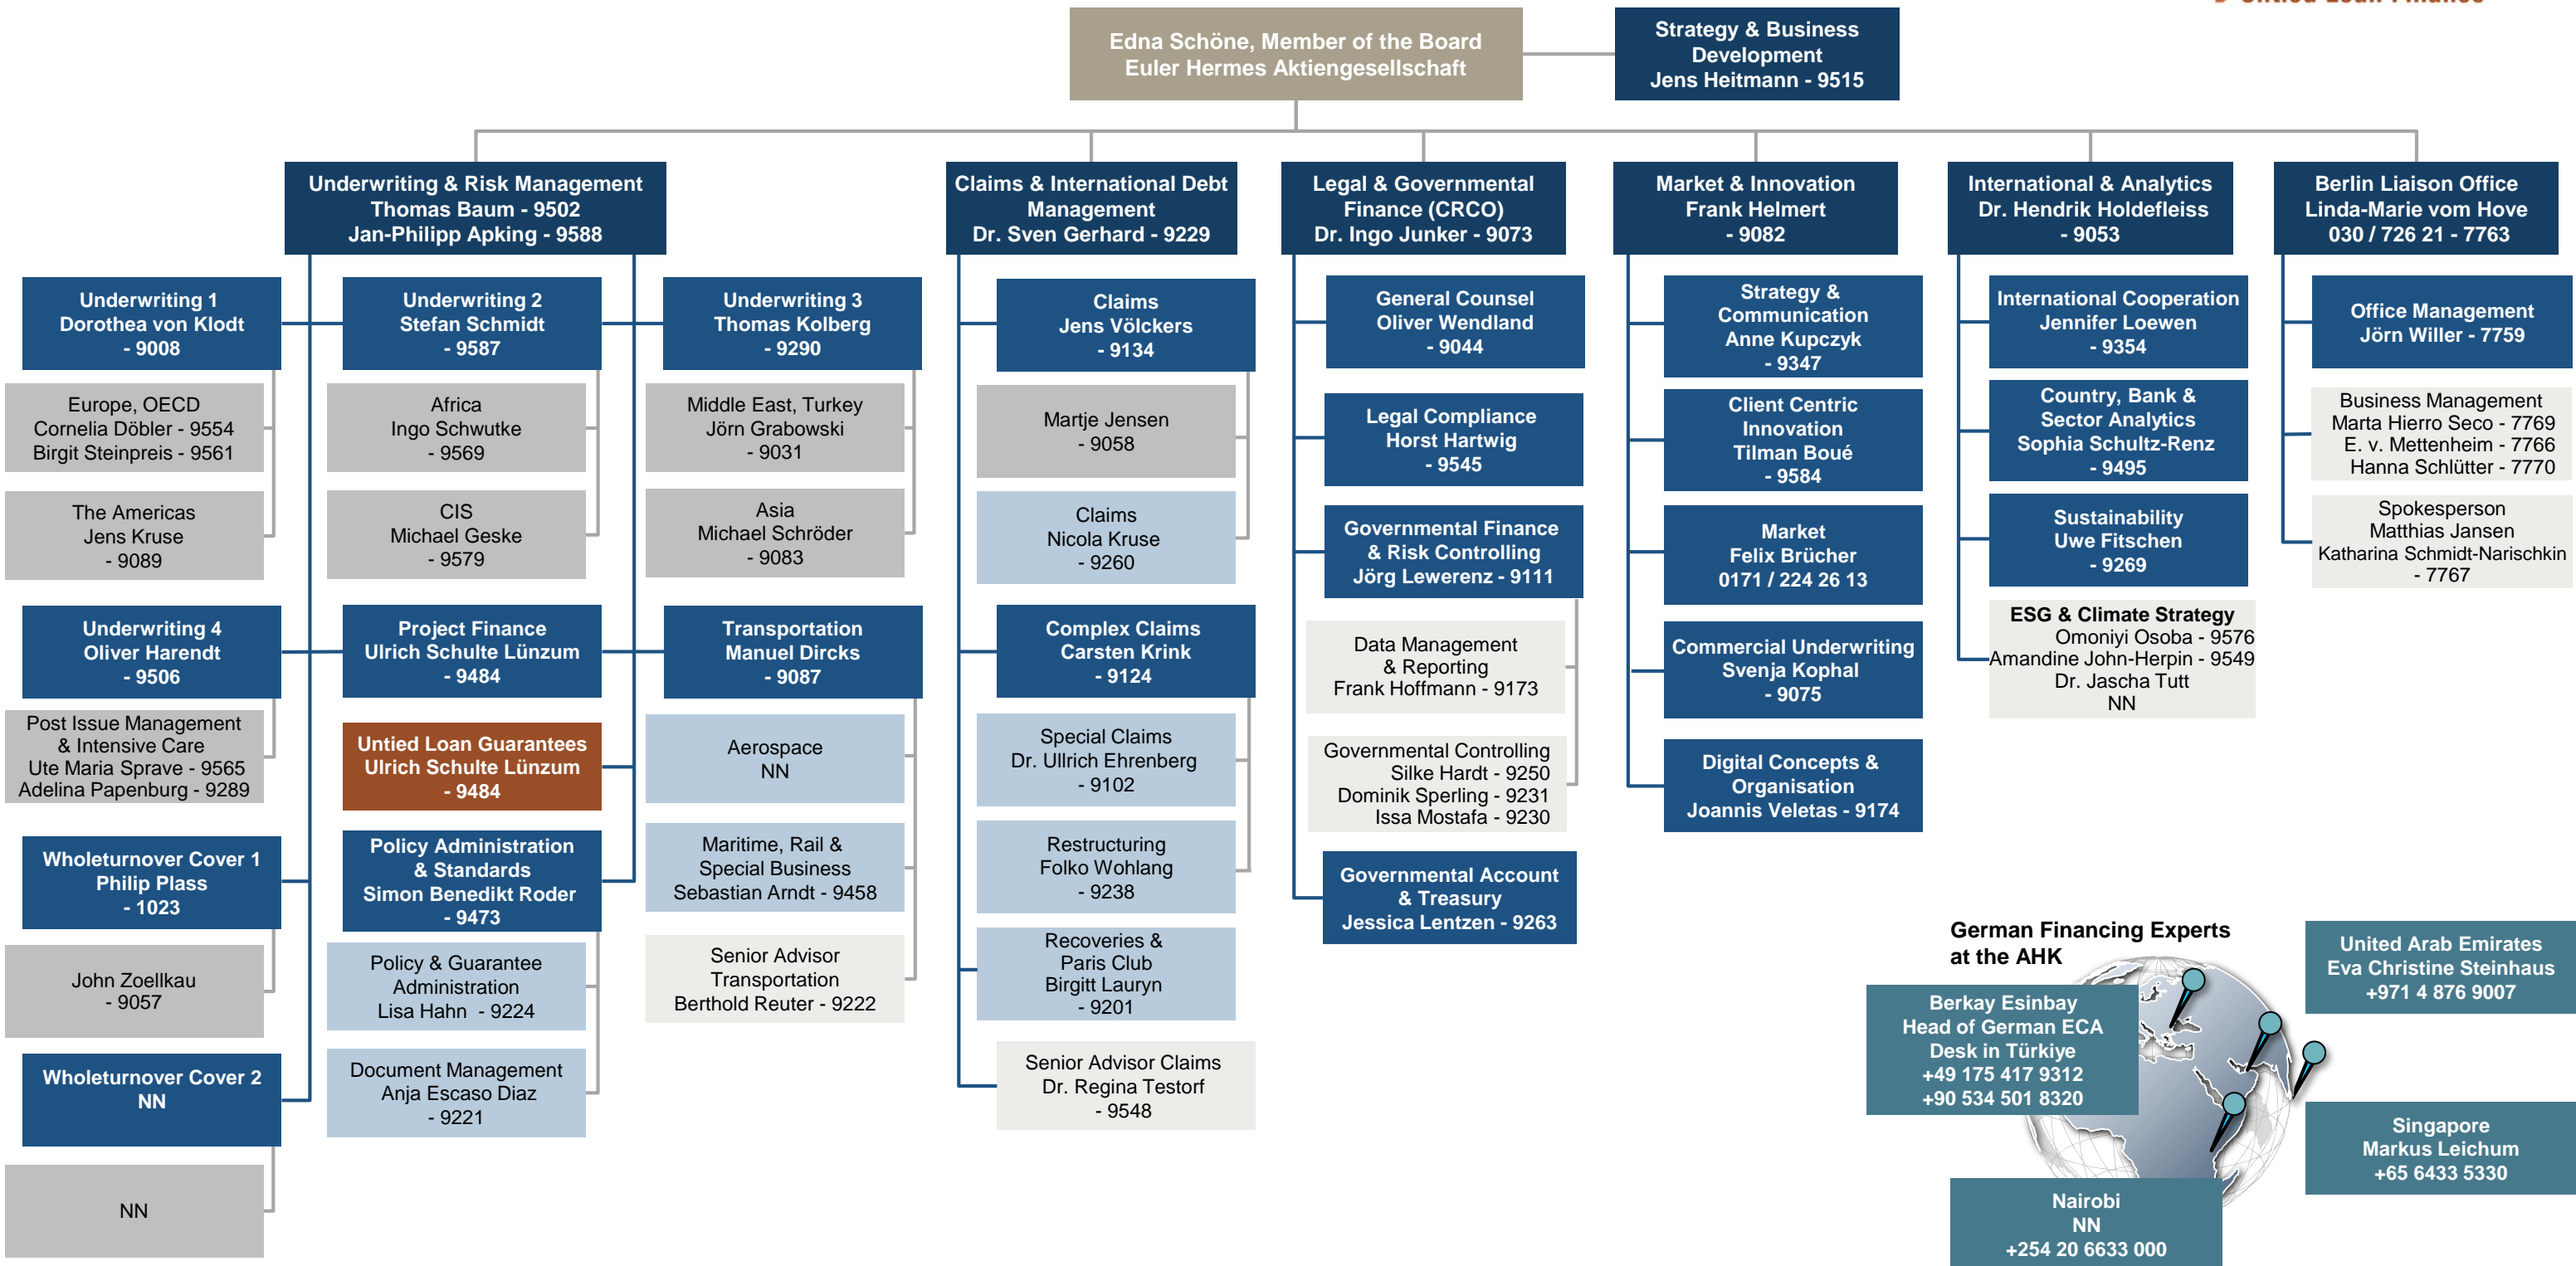 Untied Loan Finance
Edna Schöne, Member of the Board
Euler Hermes Aktiengesellschaft
Strategy & Business
Development
Jens Heitmann - 9515
Underwriting & Risk Management
Thomas Baum - 9502
Jan-Philipp Apking - 9588
Underwriting 1
Dorothea von Klodt
- 9008
Europe, OECD
Cornelia Döbler - 9554
Birgit Steinpreis - 9561
The Americas
Jens Kruse
- 9089
Underwriting 2
Stefan Schmidt
- 9587
Africa
Ingo Schwutke
- 9569
CIS
Michael Geske
- 9579
Underwriting 3
Thomas Kolberg
- 9290
Middle East, Turkey
Jörn Grabowski
- 9031
Asia
Michael Schröder
- 9083
Underwriting 4
Oliver Harendt
- 9506
Post Issue Management
& Intensive Care
Ute Maria Sprave - 9565
Adelina Papenburg - 9289
Wholeturnover Cover 1
Philip Plass
- 1023
John Zoellkau
- 9057
Wholeturnover Cover 2
NN
NN
Project Finance
Ulrich Schulte Lünzum
- 9484
Untied Loan Guarantees
Ulrich Schulte Lünzum
- 9484
Policy Administration
& Standards
Simon Benedikt Roder
- 9473
Policy & Guarantee
Administration
Lisa Hahn - 9224
Document Management
Anja Escaso Diaz
- 9221
Transportation
Manuel Dircks
- 9087
Aerospace
NN
Maritime, Rail &
Special Business
Sebastian Arndt - 9458
Senior Advisor
Transportation
Berthold Reuter - 9222
Claims & International Debt
Management
Dr. Sven Gerhard - 9229
Claims
Jens Völckers
- 9134
Martje Jensen
- 9058
Claims
Nicola Kruse
- 9260
Complex Claims
Carsten Krink
- 9124
Special Claims
Dr. Ullrich Ehrenberg
- 9102
Restructuring
Folko Wohlang
- 9238
Recoveries &
Paris Club
Birgitt Lauryn
- 9201
Senior Advisor Claims
Dr. Regina Testorf
- 9548
Legal & Governmental
Finance (CRCO)
Dr. Ingo Junker - 9073
General Counsel
Oliver Wendland
- 9044
Legal Compliance
Horst Hartwig
- 9545
Governmental Finance
& Risk Controlling
Jörg Lewerenz - 9111
Data Management
& Reporting
Frank Hoffmann - 9173
Governmental Controlling
Silke Hardt - 9250
Dominik Sperling - 9231
Issa Mostafa - 9230
Governmental Account
& Treasury
Jessica Lentzen - 9263
Market & Innovation
Frank Helmert
- 9082
Strategy &
Communication
Anne Kupczyk
- 9347
Client Centric
Innovation
Tilman Boué
- 9584
Market
Felix Brücher
0171 / 224 26 13
Commercial Underwriting
Svenja Kophal
- 9075
Digital Concepts &
Organisation
Joannis Veletas - 9174
International & Analytics
Dr. Hendrik Holdefleiss
- 9053
International Cooperation
Jennifer Loewen
- 9354
Country, Bank &
Sector Analytics
Sophia Schultz-Renz
- 9495
Sustainability
Uwe Fitschen
- 9269
ESG & Climate Strategy
Omoniyi Osoba - 9576
Amandine John-Herpin - 9549
Dr. Jascha Tutt
NN
Berlin Liaison Office
Linda-Marie vom Hove
030 / 726 21 - 7763
Office Management
Jörn Willer - 7759
Business Management
Marta Hierro Seco - 7769
E. v. Mettenheim - 7766
Hanna Schlütter - 7770
Spokesperson
Matthias Jansen
Katharina Schmidt-Narischkin
- 7767
German Financing Experts
at the AHK
Berkay Esinbay
Head of German ECA
Desk in Türkiye
+49 175 417 9312
+90 534 501 8320
United Arab Emirates
Eva Christine Steinhaus
+971 4 876 9007
Singapore
Markus Leichum
+65 6433 5330
Nairobi
NN
+254 20 6633 000